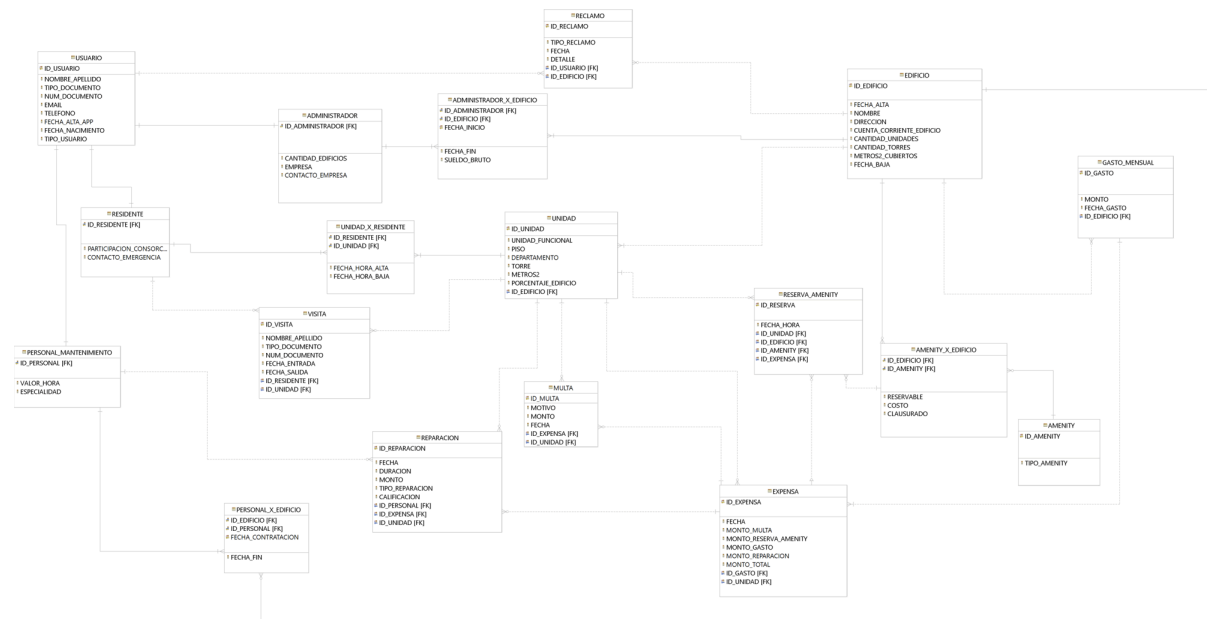 RECLAMO
ID_RECLAMO
TIPO_RECLAMO
FECHA
DETALLE
ID_USUARIO [FK]
ID_EDIFICIO [FK]
USUARIO
ID_USUARIO
NOMBRE_APELLIDO
TIPO_DOCUMENTO
NUM_DOCUMENTO
EMAIL
TELEFONO
FECHA_ALTA_APP
FECHA_NACIMIENTO
TIPO_USUARIO
ADMINISTRADOR
ID_ADMINISTRADOR [FK]
CANTIDAD_EDIFICIOS
EMPRESA
CONTACTO_EMPRESA
ADMINISTRADOR_X_EDIFICIO
ID_ADMINISTRADOR [FK]
ID_EDIFICIO [FK]
FECHA_INICIO
FECHA_FIN
SUELDO_BRUTO
EDIFICIO
ID_EDIFICIO
FECHA_ALTA
NOMBRE
DIRECCION
CUENTA_CORRIENTE_EDIFICIO
CANTIDAD_UNIDADES
CANTIDAD_TORRES
METROS2_CUBIERTOS
FECHA_BAJA
GASTO_MENSUAL
ID_GASTO
MONTO
FECHA_GASTO
ID_EDIFICIO [FK]
RESIDENTE
ID_RESIDENTE [FK]
PARTICIPACION_CONSORC...
CONTACTO_EMERGENCIA
UNIDAD_X_RESIDENTE
ID_RESIDENTE [FK]
ID_UNIDAD [FK]
FECHA_HORA_ALTA
FECHA_HORA_BAJA
UNIDAD
ID_UNIDAD
UNIDAD_FUNCIONAL
PISO
DEPARTAMENTO
TORRE
METROS2
PORCENTAJE_EDIFICIO
ID_EDIFICIO [FK]
RESERVA_AMENITY
ID_RESERVA
FECHA_HORA
ID_UNIDAD [FK]
ID_EDIFICIO [FK]
ID_AMENITY [FK]
ID_EXPENSA [FK]
VISITA
ID_VISITA
NOMBRE_APELLIDO
TIPO_DOCUMENTO
NUM_DOCUMENTO
FECHA_ENTRADA
FECHA_SALIDA
ID_RESIDENTE [FK]
ID_UNIDAD [FK]
PERSONAL_MANTENIMIENTO
ID_PERSONAL [FK]
VALOR_HORA
ESPECIALIDAD
AMENITY_X_EDIFICIO
ID_EDIFICIO [FK]
ID_AMENITY [FK]
RESERVABLE
COSTO
CLAUSURADO
MULTA
ID_MULTA
MOTIVO
MONTO
FECHA
ID_EXPENSA [FK]
ID_UNIDAD [FK]
AMENITY
ID_AMENITY
TIPO_AMENITY
REPARACION
ID_REPARACION
FECHA
DURACION
MONTO
TIPO_REPARACION
CALIFICACION
ID_PERSONAL [FK]
ID_EXPENSA [FK]
ID_UNIDAD [FK]
EXPENSA
ID_EXPENSA
FECHA
MONTO_MULTA
MONTO_RESERVA_AMENITY
MONTO_GASTO
MONTO_REPARACION
MONTO_TOTAL
ID_GASTO [FK]
ID_UNIDAD [FK]
PERSONAL_X_EDIFICIO
ID_EDIFICIO [FK]
ID_PERSONAL [FK]
FECHA_CONTRATACION
FECHA_FIN